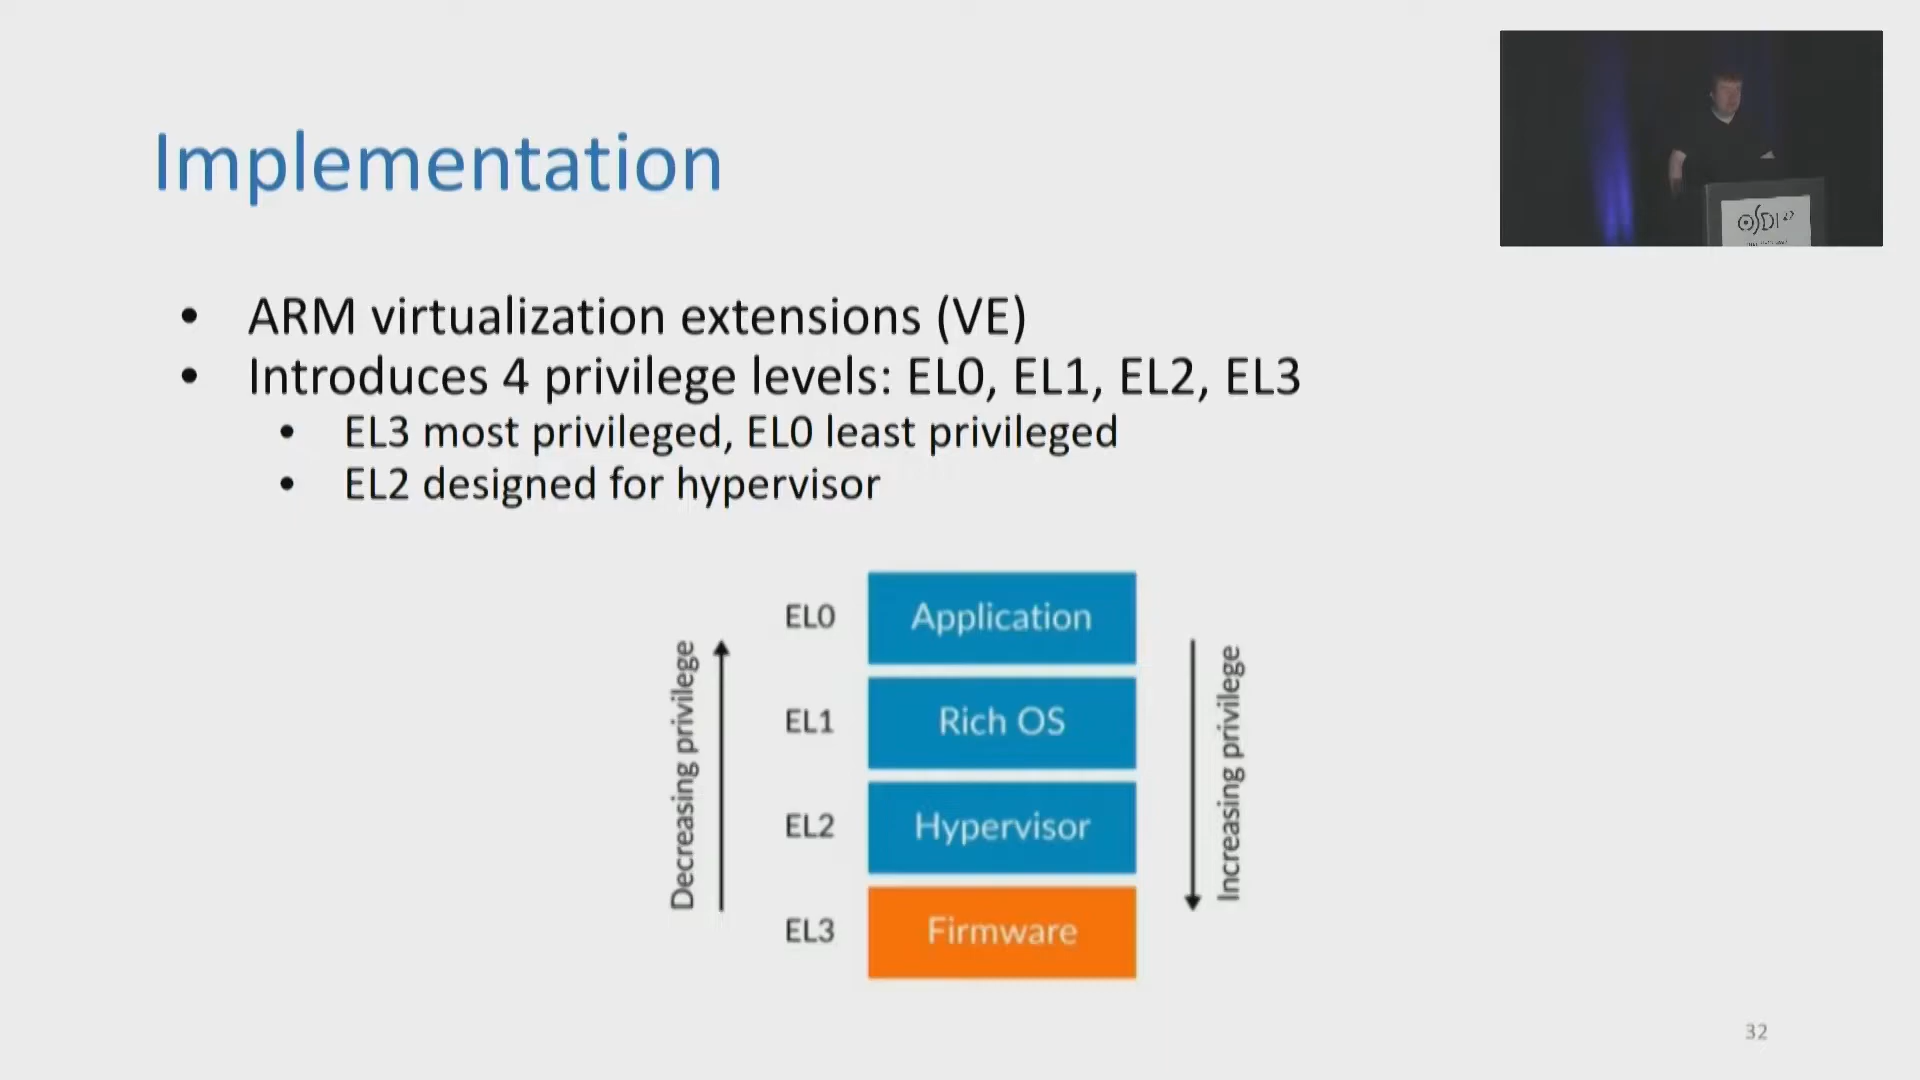 Implementation
OSDI
• ARM virtualization extensions (VE)
• Introduces 4 privilege levels: EL0, EL1, EL2, EL3
• EL3 most privileged, EL0 least privileged
• EL2 designed for hypervisor
Decreasing privilege
EL0 Application
EL1 Rich OS
EL2 Hypervisor
EL3 Firmware
Increasing privilege
32